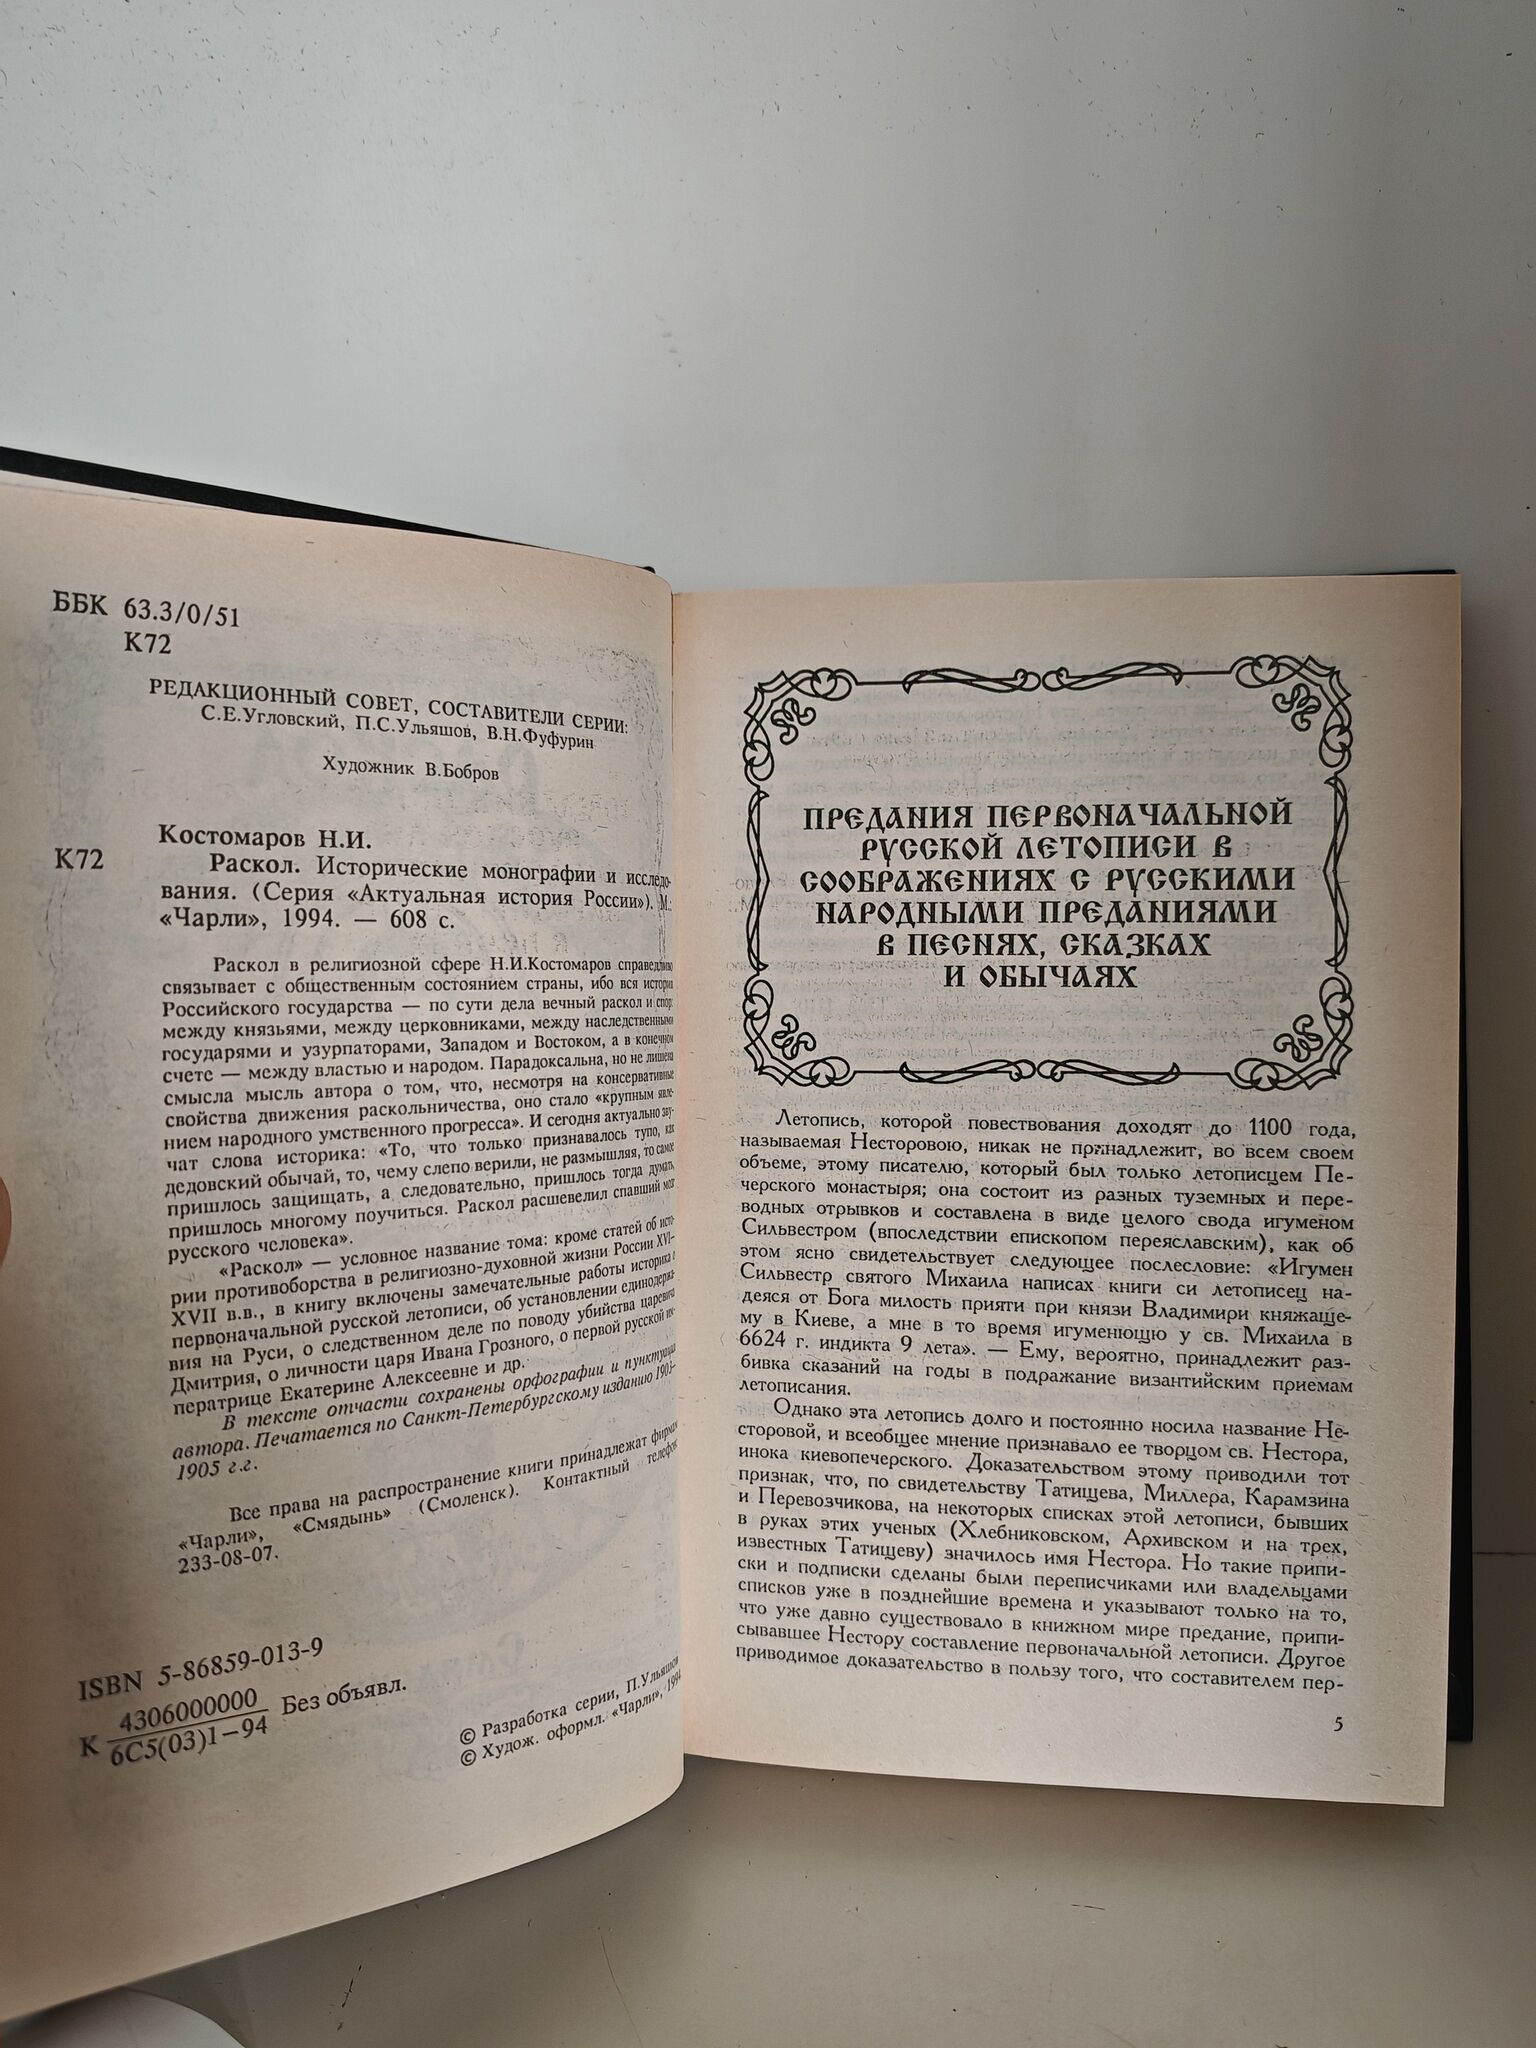 ББК 63.3/0/51
К72
РЕДАКЦИОННЫЙ СОВЕТ, СОСТАВИТЕЛИ СЕРИИ:
С.Е.Угловский, П.С.Ульяшов, В.Н.Фуфурин
Художник В.Бобров
Костомаров Н.И.
К72 Раскол. Исторические монографии и исследо-
вания. (Серия «Актуальная история России»). М.:
«Чарли», 1994. — 608 с.
Раскол в религиозной сфере Н.И.Костомаров справедливо
связывает с общественным состоянием страны, ибо вся история
Российского государства — по сути дела вечный раскол и спор:
между князьями, между церковниками, между наследственными
государями и узурпаторами, Западом и Востоком, а в конечном
счете — между властью и народом. Парадоксальна, но не лишена
смысла мысль автора о том, что, несмотря на консервативные
свойства движения раскольничества, оно стало «крупным явле-
нием народного умственного прогресса». И сегодня актуально зву-
чат слова историка: «То, что только признавалось тупо, как
дедовский обычай, то, чему слепо верили, не размышляя, то самое
пришлось защищать, а следовательно, пришлось тогда думать,
пришлось многому поучиться. Раскол расшевелил спавший мозг
русского человека».
«Раскол» — условное название тома: кроме статей об исто-
рии противоборства в религиозно-духовной жизни России XVI-
XVII в.в., в книгу включены замечательные работы историка о
первоначальной русской летописи, об установлении единодержа-
вия на Руси, о следственном деле по поводу убийства царевича
Дмитрия, о личности царя Ивана Грозного, о первой русской им-
ператрице Екатерине Алексеевне и др.
В тексте отчасти сохранены орфографии и пунктуация
автора. Печатается по Санкт-Петербургскому изданию 1903-
1905 г.г.
Все права на распространение книги принадлежат фирмам
«Чарли», «Смядынь» (Смоленск). Контактный телефон:
233-08-07.
ISBN 5-86859-013-9
К 4306000000 Без объявл.
6С5(03)1-94
© Разработка серии, П.Ульяшов
© Худож. оформл. «Чарли», 1994
ПРЕДАНИЯ ПЕРВОНАЧАЛЬНОЙ
РУССКОЙ ЛЕТОПИСИ В
СООБРАЖЕНИЯХ С РУССКИМИ
НАРОДНЫМИ ПРЕДАНИЯМИ
В ПЕСНЯХ, СКАЗКАХ
И ОБЫЧАЯХ
Летопись, которой повествования доходят до 1100 года,
называемая Несторовою, никак не принадлежит, во всем своем
объеме, этому писателю, который был только летописцем Пе-
черского монастыря; она состоит из разных туземных и пере-
водных отрывков и составлена в виде целого свода игуменом
Сильвестром (впоследствии епископом переяславским), как об
этом ясно свидетельствует следующее послесловие: «Игумен
Сильвестр святого Михаила написах книги си летописец на-
деяся от Бога милость прияти при князи Владимири княжаще-
му в Киеве, а мне в то время игуменющю у св. Михаила в
6624 г. индикта 9 лета». — Ему, вероятно, принадлежит раз-
бивка сказаний на годы в подражание византийским приемам
летописания.
Однако эта летопись долго и постоянно носила название Не-
сторовой, и всеобщее мнение признавало ее творцом св. Нестора,
инока киевопечерского. Доказательством этому приводили тот
признак, что, по свидетельству Татищева, Миллера, Карамзина
и Перевозчикова, на некоторых списках этой летописи, бывших
в руках этих ученых (Хлебниковском, Архивском и на трех,
известных Татищеву) значилось имя Нестора. Но такие припи-
ски и подписки сделаны были переписчиками или владельцами
списков уже в позднейшие времена и указывают только на то,
что уже давно существовало в книжном мире предание, припи-
сывавшее Нестору составление первоначальной летописи. Другое
приводимое доказательство в пользу того, что составителем пер-
5